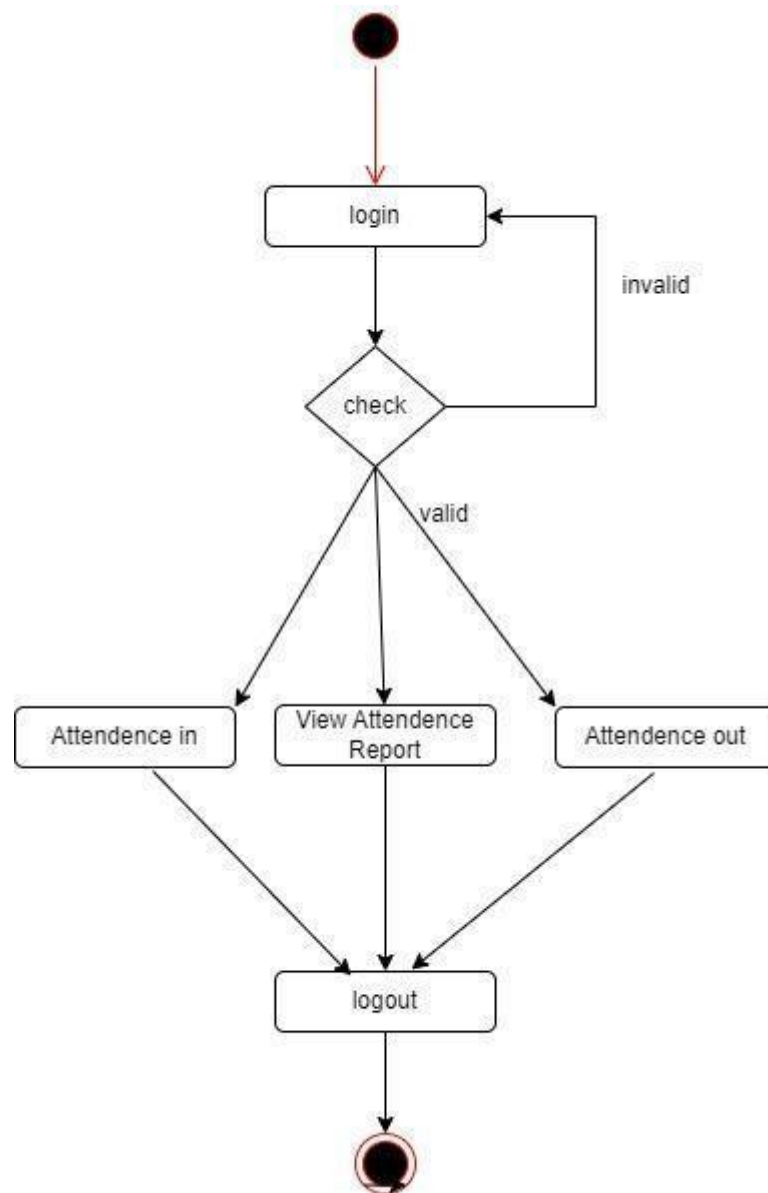 login
invalid
check
valid
Attendence in
View Attendence
Report
Attendence out
logout